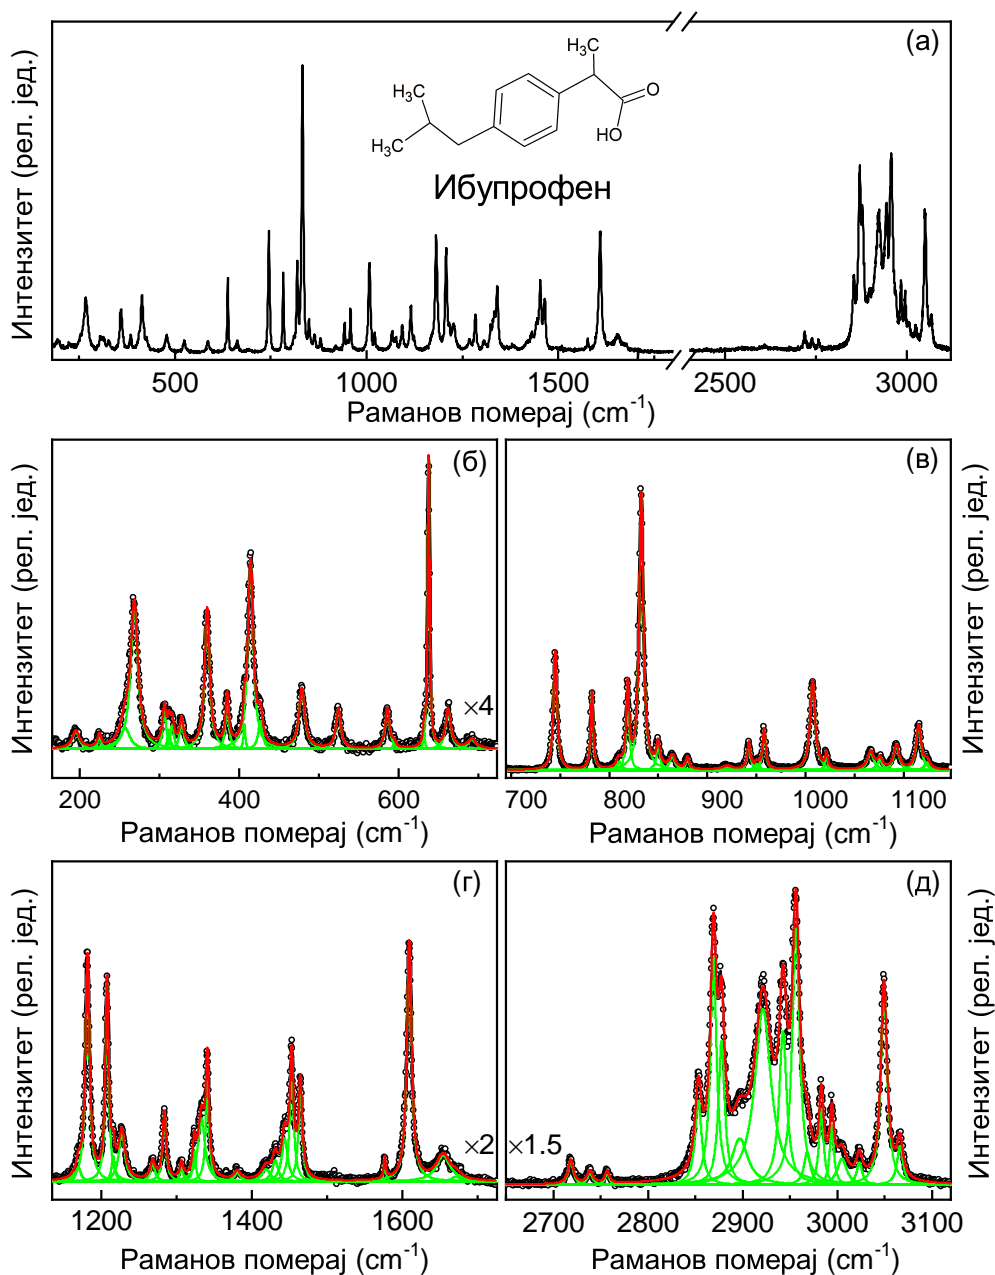 (а)
Интензитет (рел. јед.)
H₃C
H₃C
O
H₃C
HO
Ибупрофен
500 1000 1500 2500 3000
Раманов померај (cm⁻¹)
(б)
(в)
Интензитет (рел. јед.)
Интензитет (рел. јед.)
×4
200 400 600
700 800 900 1000 1100
Раманов померај (cm⁻¹)
Раманов померај (cm⁻¹)
(г)
(д)
Интензитет (рел. јед.)
Интензитет (рел. јед.)
×2
×1.5
1200 1400 1600
2700 2800 2900 3000 3100
Раманов померај (cm⁻¹)
Раманов померај (cm⁻¹)